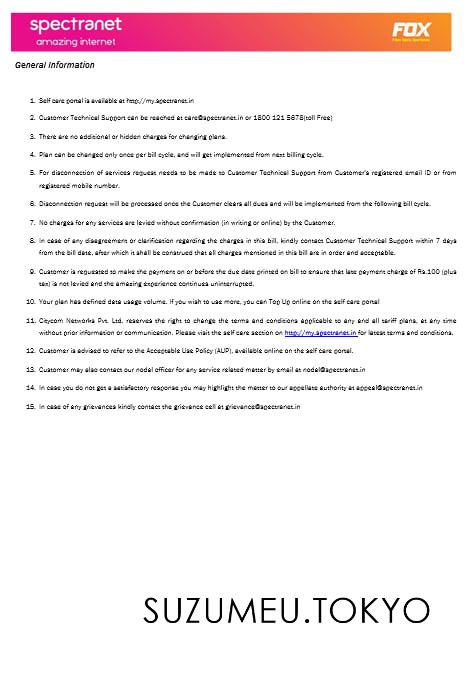 spectranet
amazing internet
FOX
General Information
1. Self care portal is available at http://my.spectranet.in
2. Customer Technical Support can be reached at care@spectranet.in or 1800 121 5678(toll Free)
3. There are no additional or hidden charges for changing plans.
4. Plan can be changed only once per bill cycle, and will get implemented from next billing cycle.
5. For disconnection of services request needs to be made to Customer Technical Support from Customer's registered email ID or from
registered mobile number.
6. Disconnection request will be processed once the Customer clears all dues and will be implemented from the following bill cycle.
7. No charges for any services are levied without confirmation (in writing or online) by the Customer.
8. In case of any disagreement or clarification regarding the charges in this bill, kindly contact Customer Technical Support within 7 days
from the bill date, after which it shall be construed that all charges mentioned in this bill are in order and acceptable.
9. Customer is requested to make the payment on or before the due date printed on bill to ensure that late payment charge of Rs.100 (plus
tax) is not levied and the amazing experience continues uninterrupted.
10. Your plan has defined data usage volume. If you wish to use more, you can Top Up online on the self care portal
11. Citycom Networks Pvt. Ltd. reserves the right to change the terms and conditions applicable to any and all tariff plans, at any time
without prior information or communication. Please visit the self care section on http://my.spectranet.in for latest terms and conditions.
12. Customer is advised to refer to the Acceptable Use Policy (AUP), available online on the self care portal.
13. Customer may also contact our nodel officer for any service related matter by email at nodel@spectranet.in
14. In case you do not get a satisfactory response you may highlight the matter to our appellate authority at appeal@spectranet.in
15. In case of any grievances kindly contact the grievance cell at grievance@spectranet.in
SUZUMEU.TOKYO